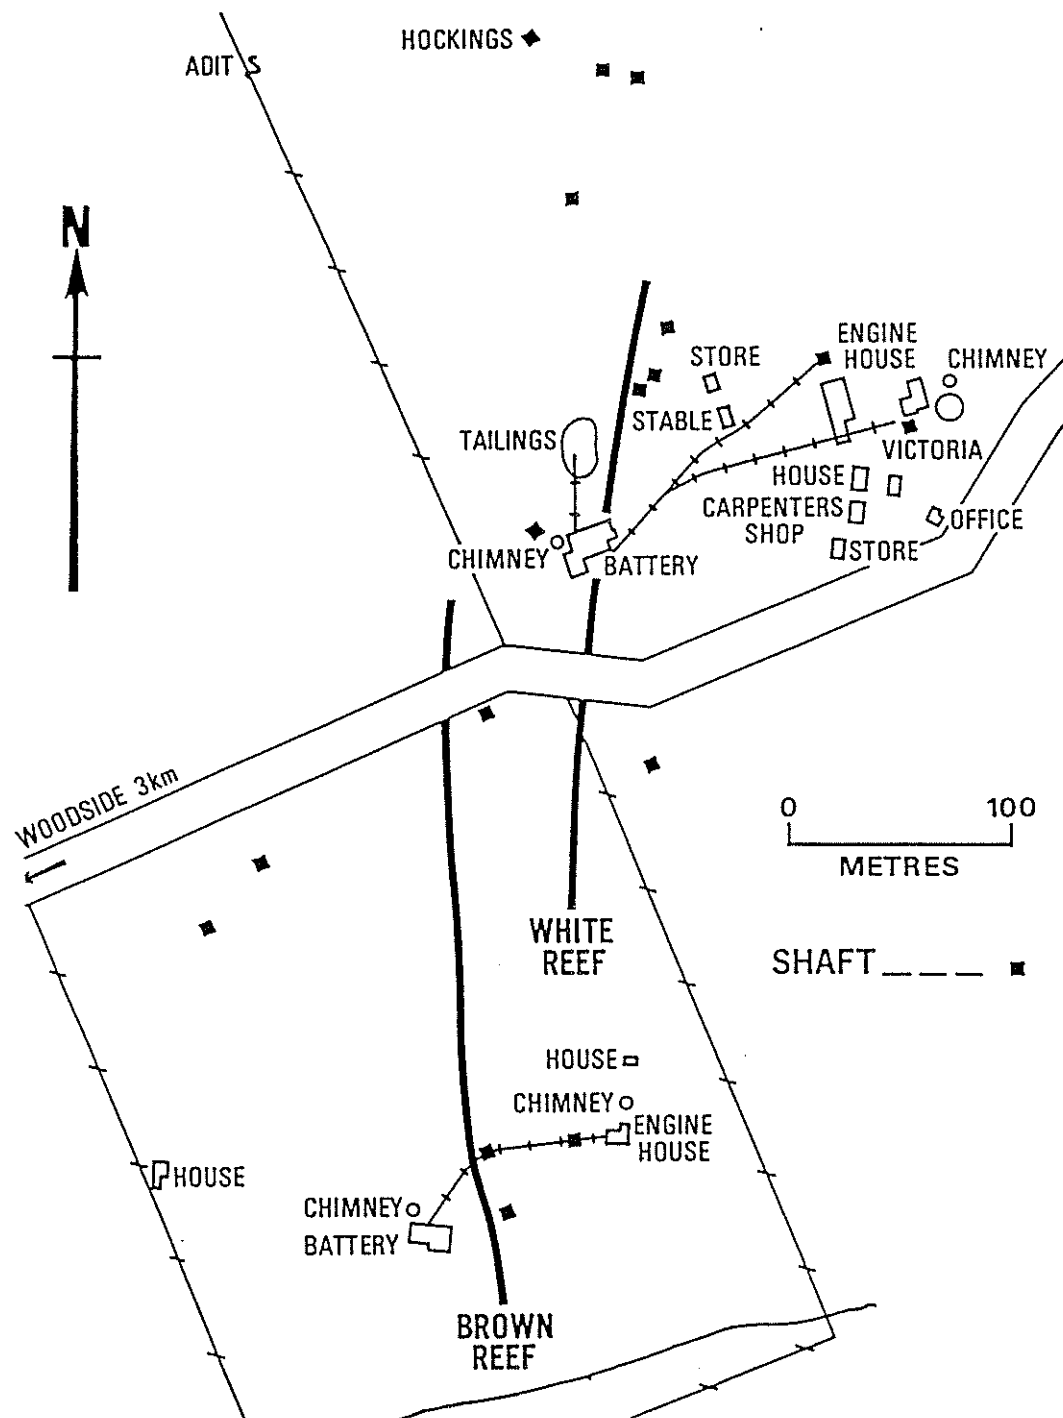 HOCKINGS
ADIT S
N
ENGINE
HOUSE
CHIMNEY
STORE
STABLE
TAILINGS
VICTORIA
HOUSE
CARPENTERS
SHOP
OFFICE
STORE
CHIMNEY
BATTERY
WOODSIDE 3km
0 100
METRES
WHITE
REEF
SHAFT
HOUSE
CHIMNEY
ENGINE
HOUSE
HOUSE
CHIMNEY
BATTERY
BROWN
REEF